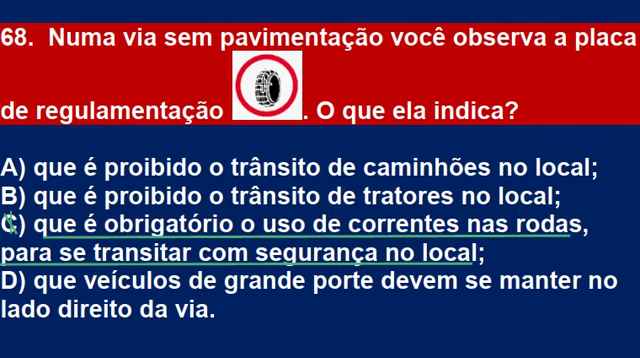 68. Numa via sem pavimentação você observa a placa
de regulamentação . O que ela indica?
A) que é proibido o trânsito de caminhões no local;
B) que é proibido o trânsito de tratores no local;
C) que é obrigatório o uso de correntes nas rodas,
para se transitar com segurança no local;
D) que veículos de grande porte devem se manter no
lado direito da via.